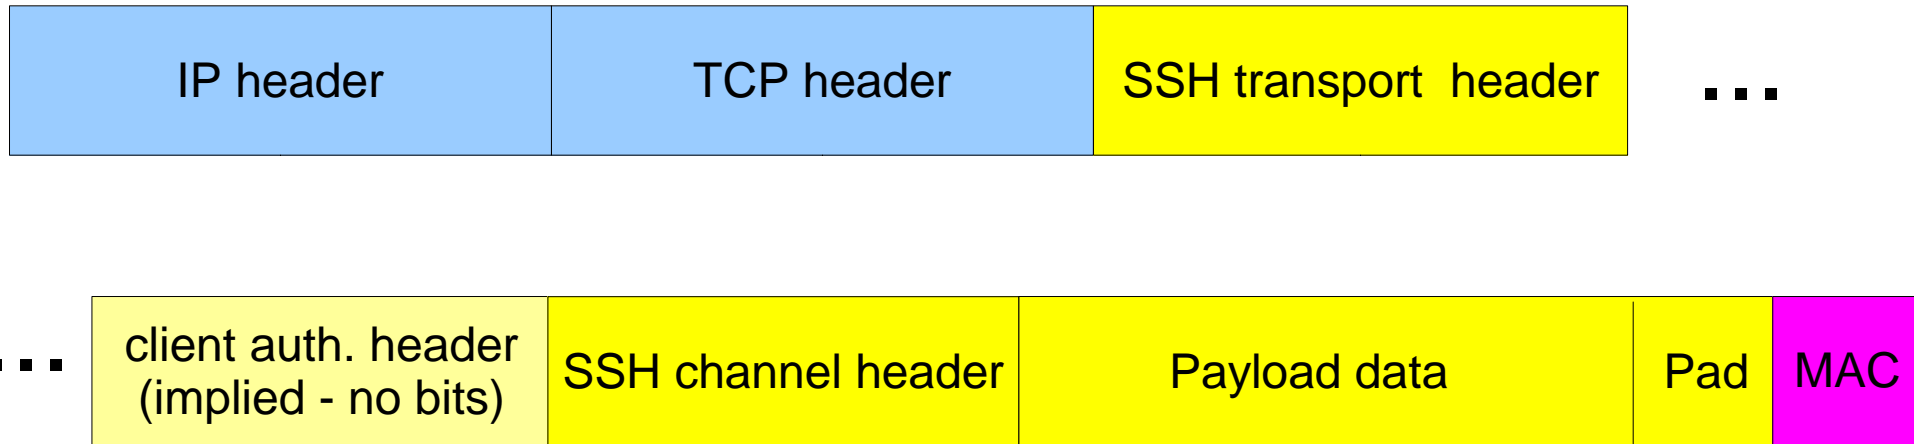 IP header
TCP header
SSH transport header
...
...
client auth. header
(implied - no bits)
SSH channel header
Payload data
Pad
MAC